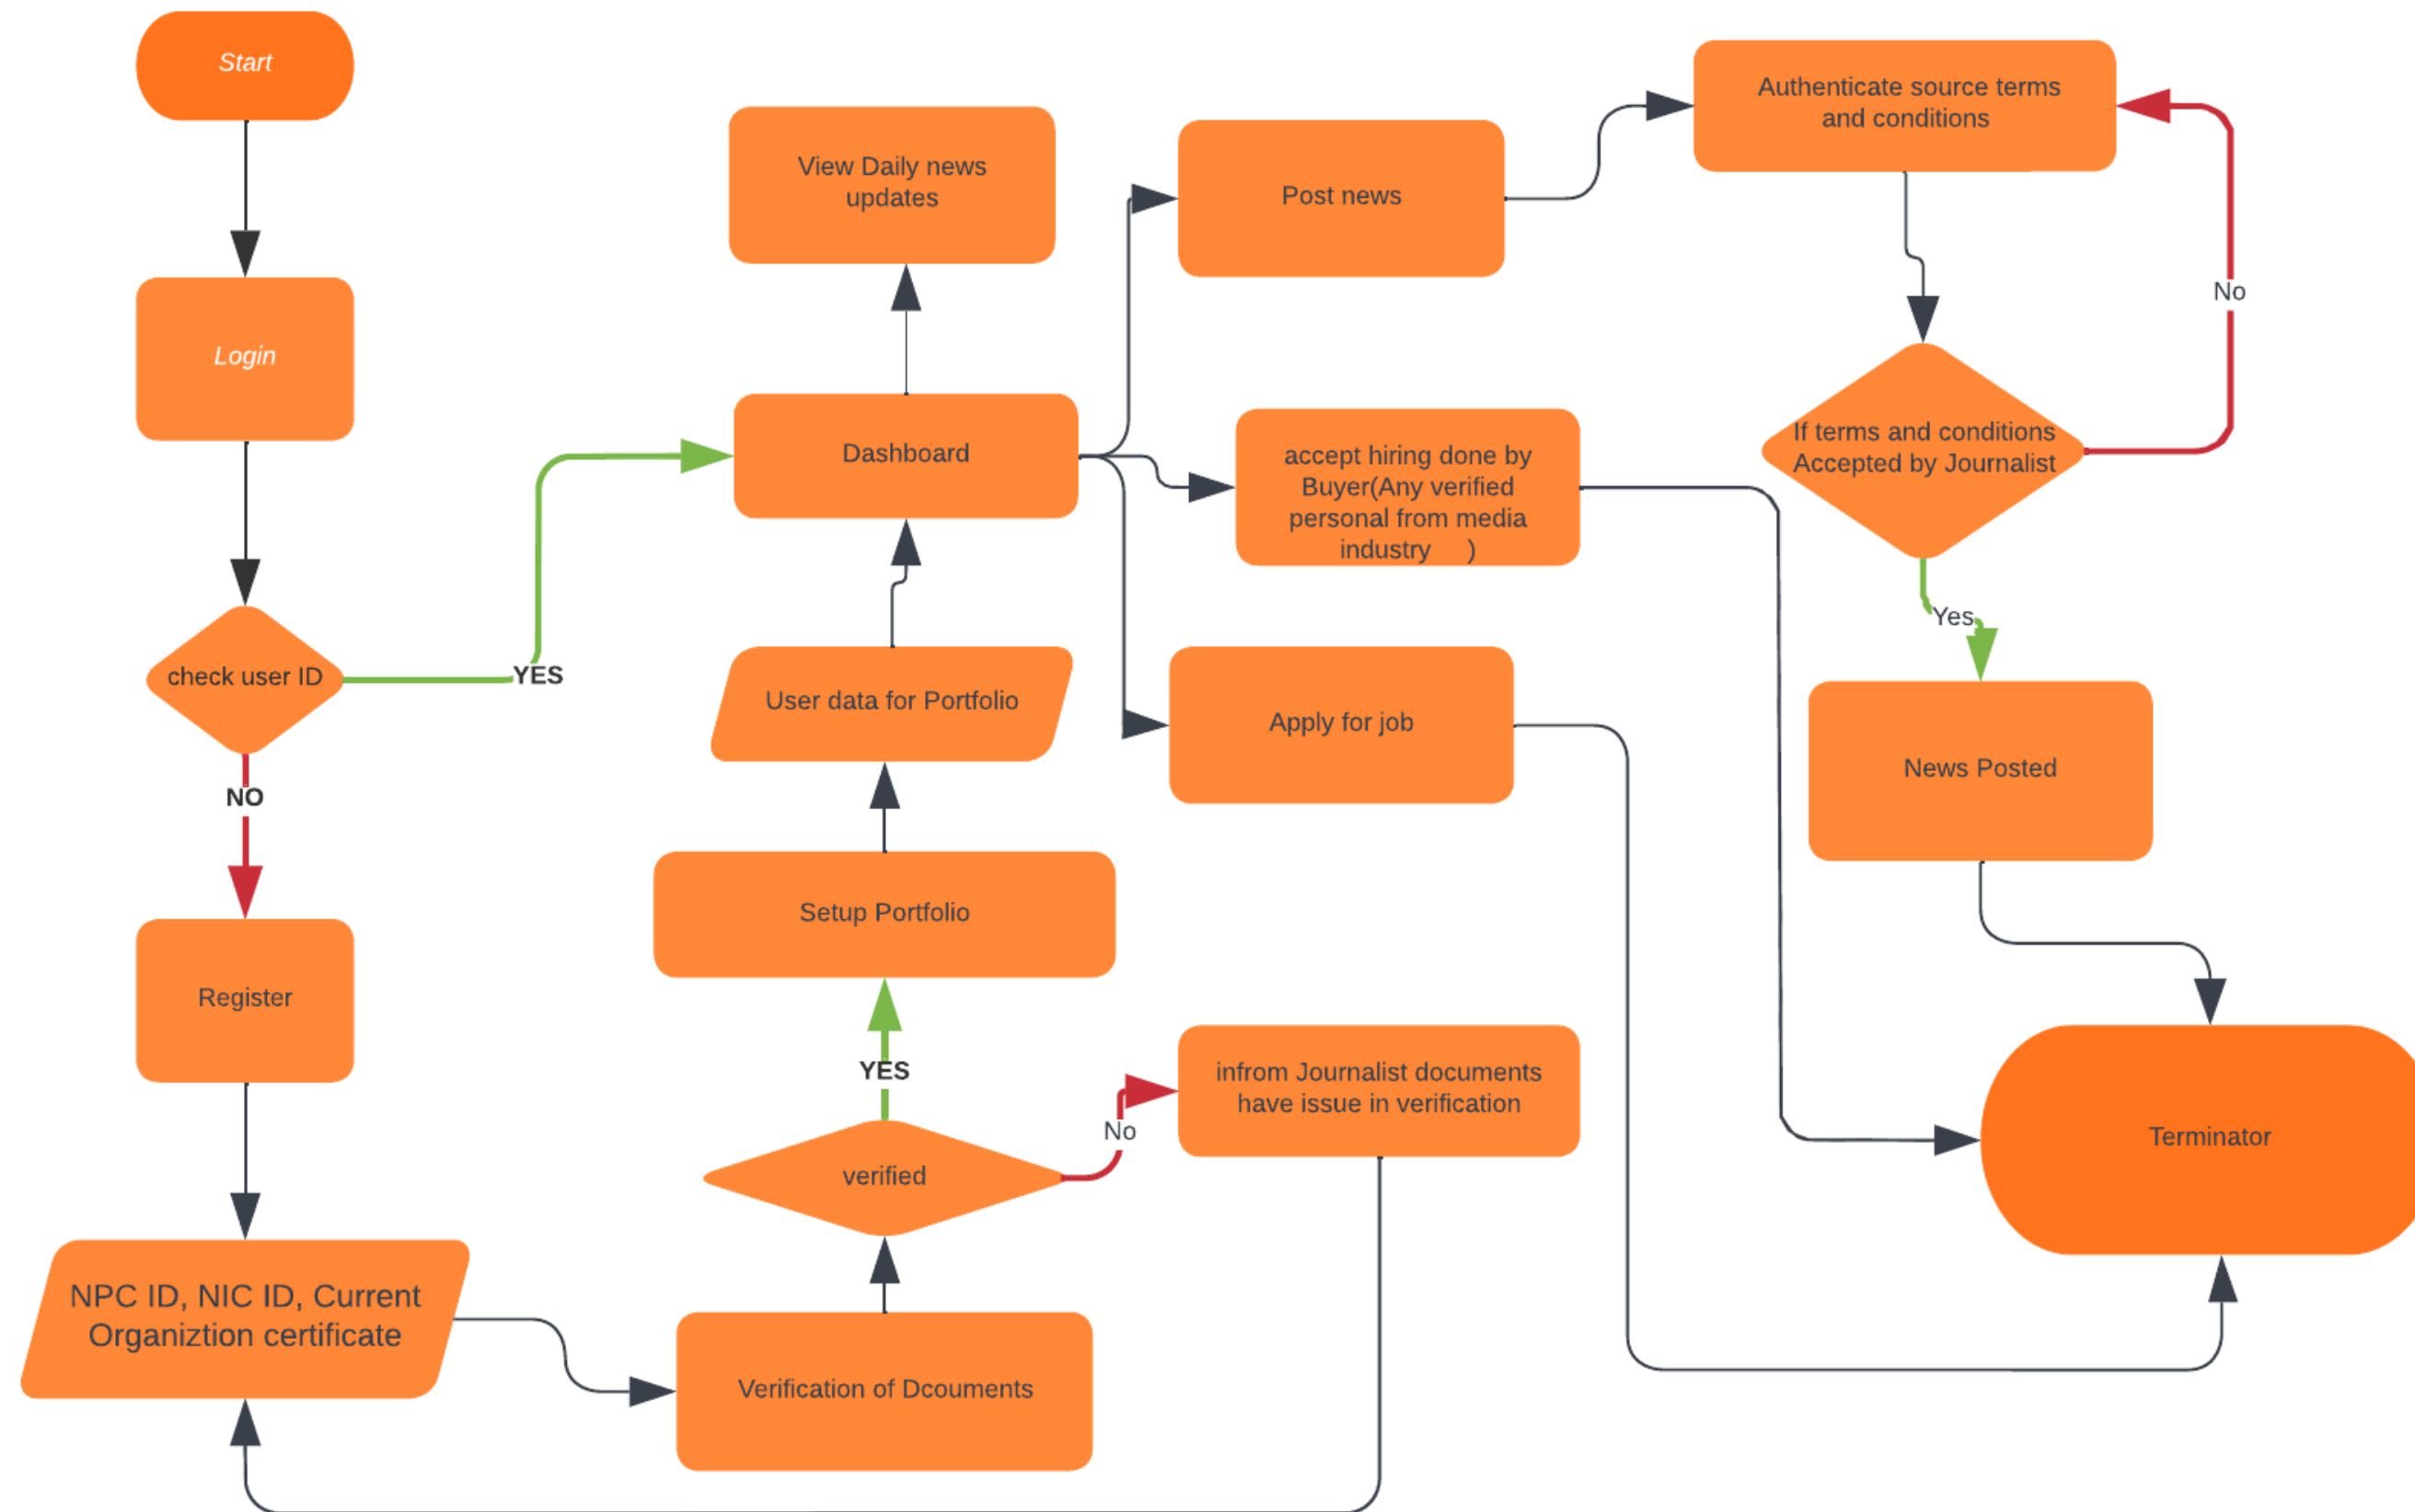 Start
Login
check user ID
YES
NO
Register
NPC ID, NIC ID, Current
Organiztion certificate
View Daily news
updates
Dashboard
User data for Portfolio
Setup Portfolio
YES
verified
No
Verification of Dcouments
infrom Journalist documents
have issue in verification
Post news
accept hiring done by
Buyer(Any verified
personal from media
industry )
Apply for job
Authenticate source terms
and conditions
No
If terms and conditions
Accepted by Journalist
Yes
News Posted
Terminator